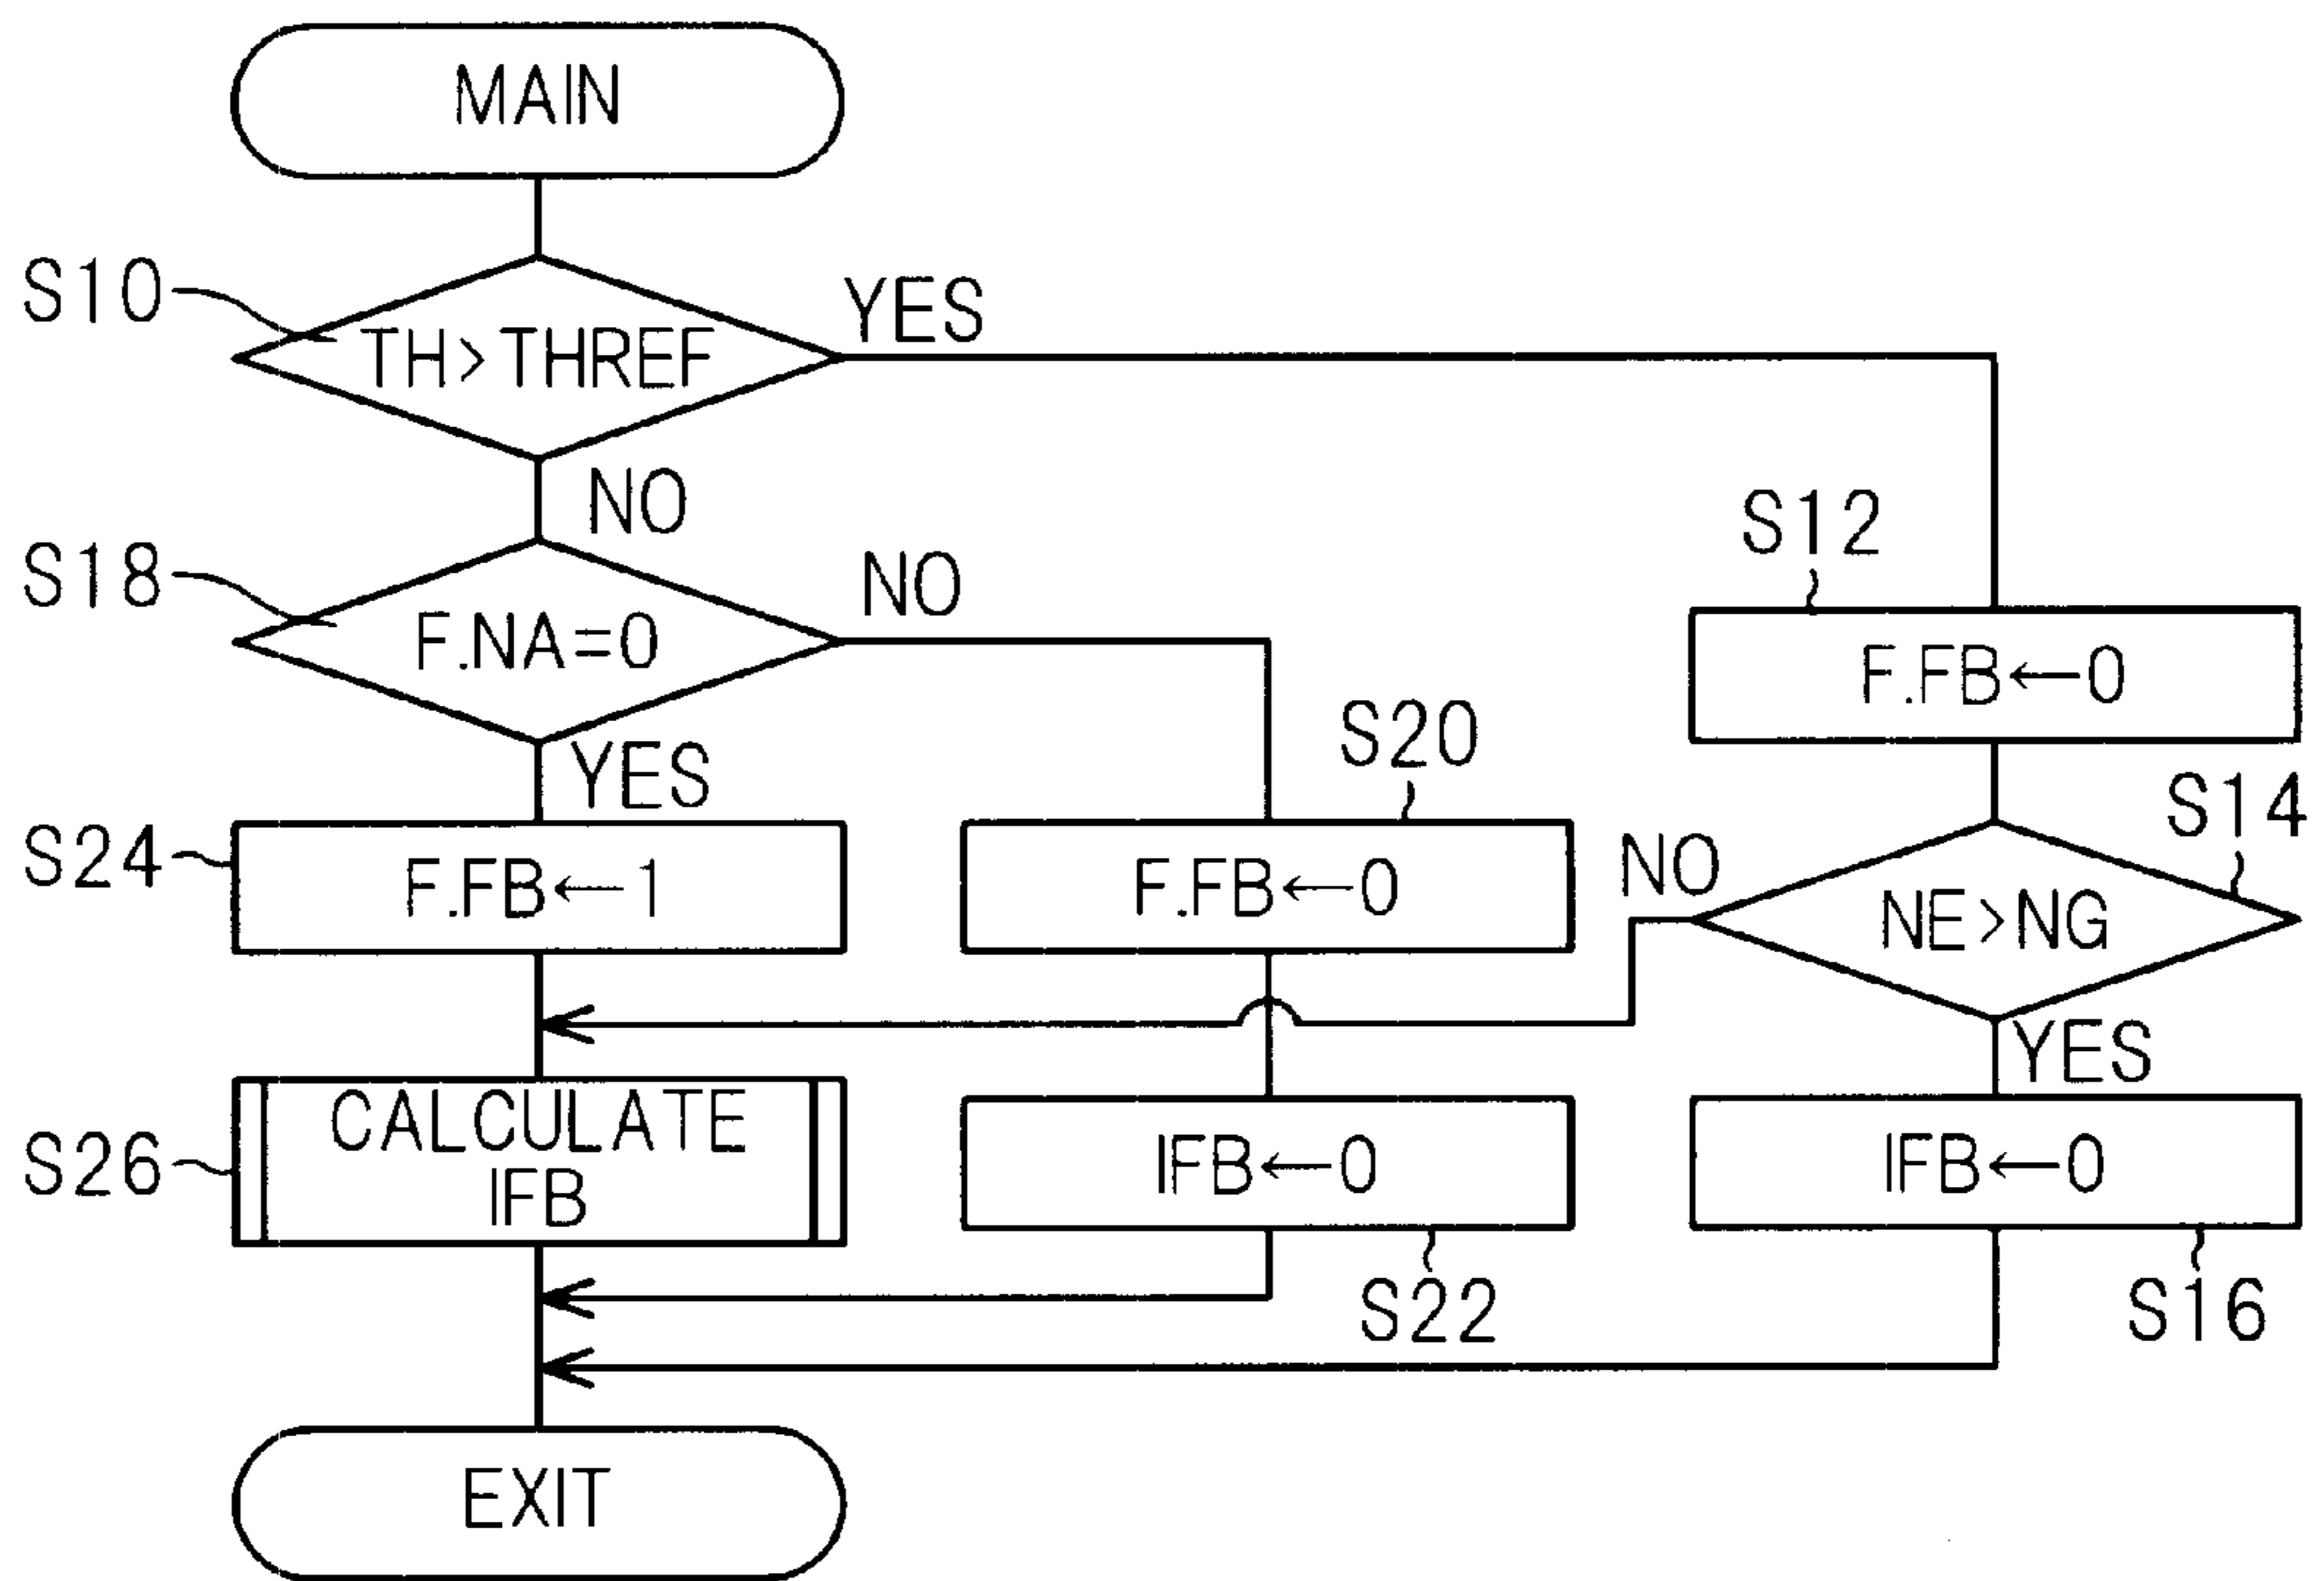 MAIN
S10
TH>THREF
YES
NO
S12
F.FB←0
S18
F.NA=0
NO
YES
S20
F.FB←0
S14
NE>NG
NO
YES
S24
F.FB←1
S26
CALCULATE
IFB
IFB←0
S22
IFB←0
S16
EXIT